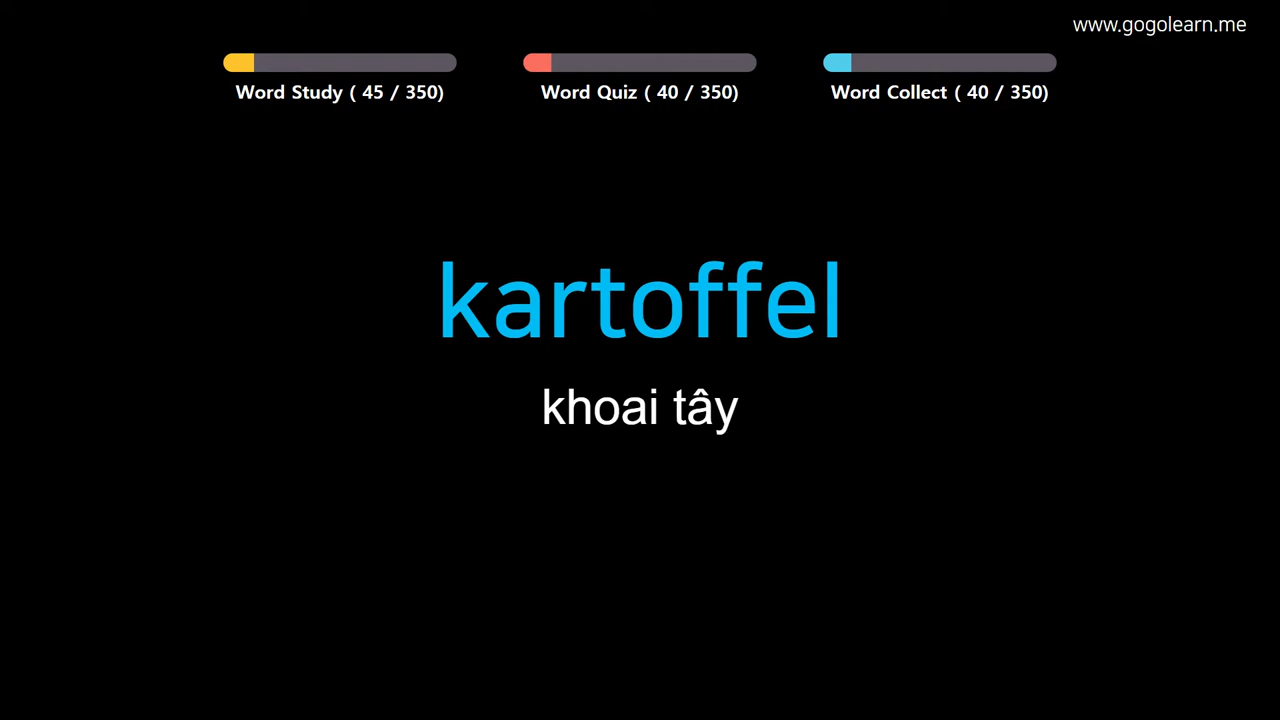 www.gogolearn.me
Word Study ( 45 / 350)
Word Quiz ( 40 / 350)
Word Collect ( 40 / 350)
kartoffel
khoai tây